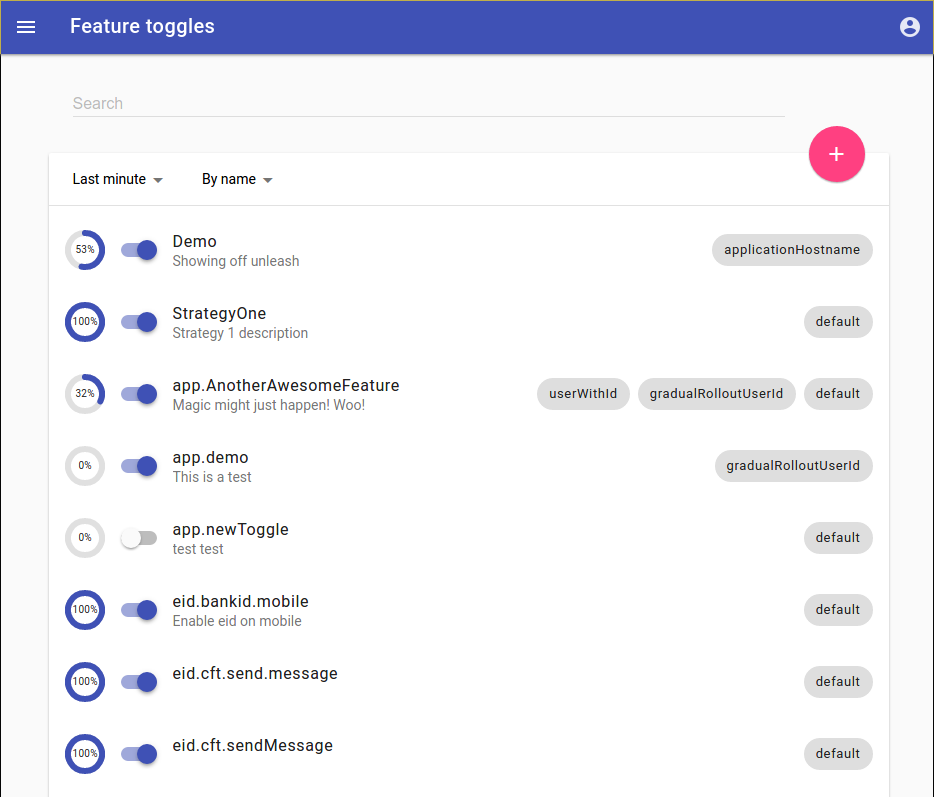 Feature toggles
Search
+
Last minute By name
53% Demo applicationHostname
Showing off unleash
100% StrategyOne default
Strategy 1 description
32% app.AnotherAwesomeFeature userWithId gradualRolloutUserId default
Magic might just happen! Woo!
0% app.demo gradualRolloutUserId
This is a test
0% app.newToggle default
test test
100% eid.bankid.mobile default
Enable eid on mobile
100% eid.cft.send.message default
100% eid.cft.sendMessage default